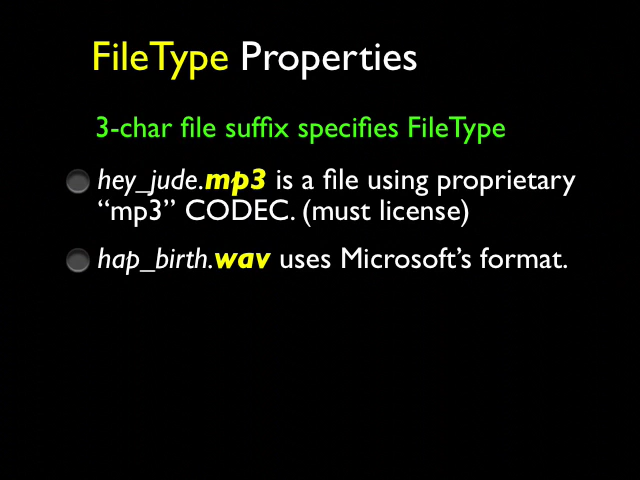 FileType Properties
3-char file suffix specifies FileType
hey_jude.mp3 is a file using proprietary
“mp3” CODEC. (must license)
hap_birth.wav uses Microsoft’s format.